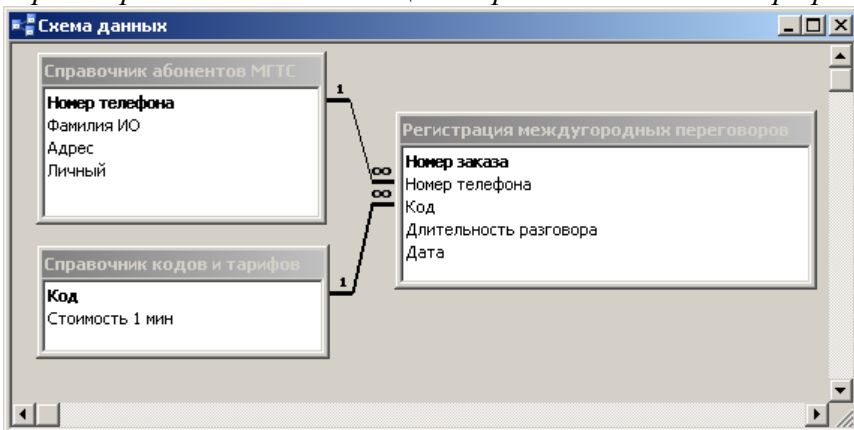 Схема данных
Справочник абонентов МГТС
Номер телефона
Фамилия ИО
Адрес
Личный
1
∞
Регистрация междугородных переговоров
Номер заказа
Номер телефона
Код
Длительность разговора
Дата
∞
Справочник кодов и тарифов
Код
Стоимость 1 мин
1